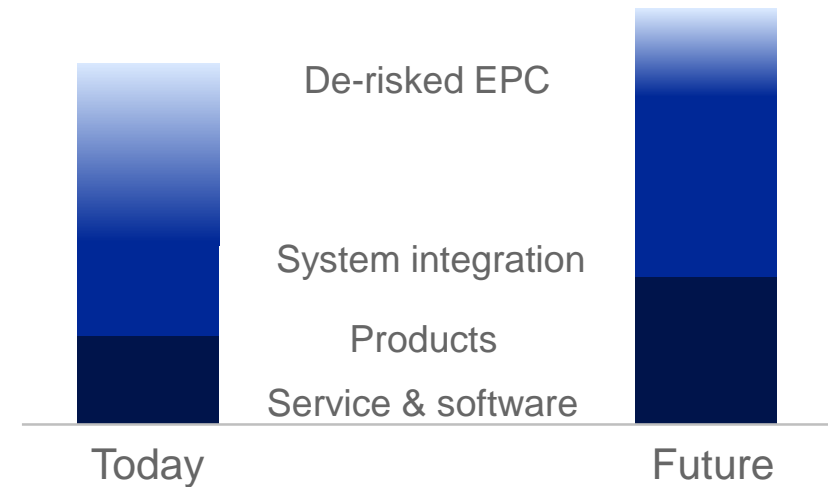 De-risked EPC
System integration
Products
Service & software
Today
Future